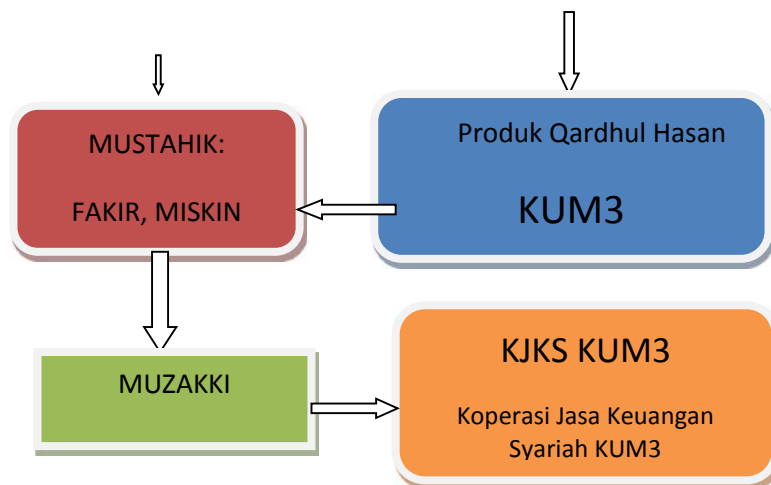 MUSTAHIK:
FAKIR, MISKIN
Produk Qardhul Hasan
KUM3
MUZAKKI
KJKS KUM3
Koperasi Jasa Keuangan
Syariah KUM3